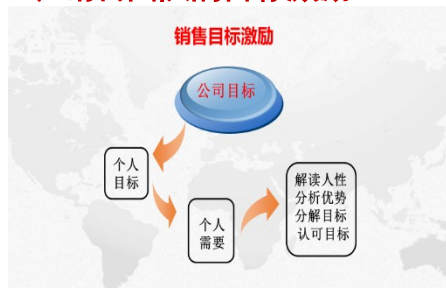 销售目标激励
公司目标
个人
目标
个人
需要
解读人性
分析优势
分解目标
认可目标